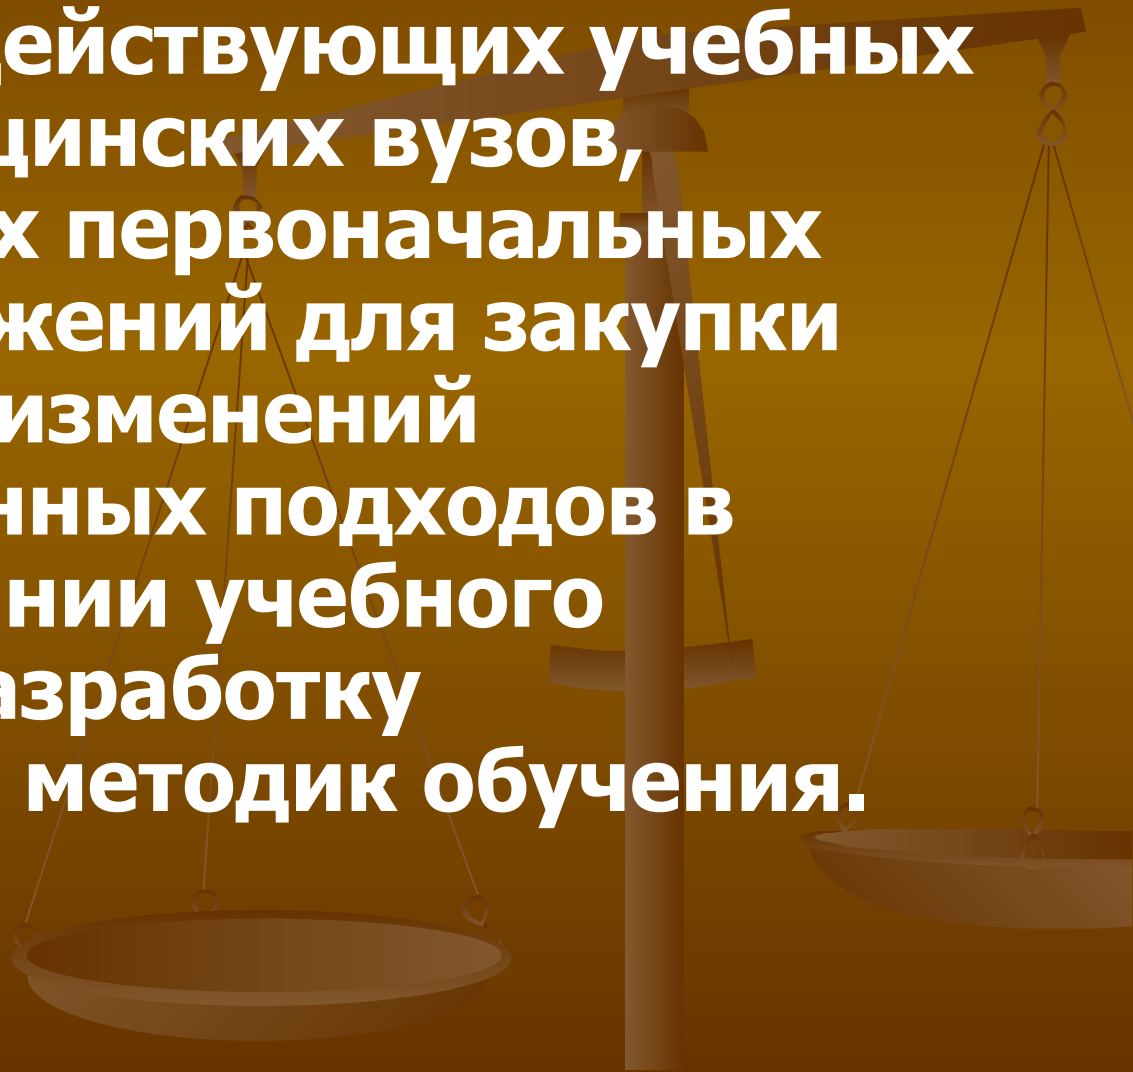 действующих учебных
цинских вузов,
х первоначальных
жений для закупки
изменений
нных подходов в
нии учебного
азработку
методик обучения.